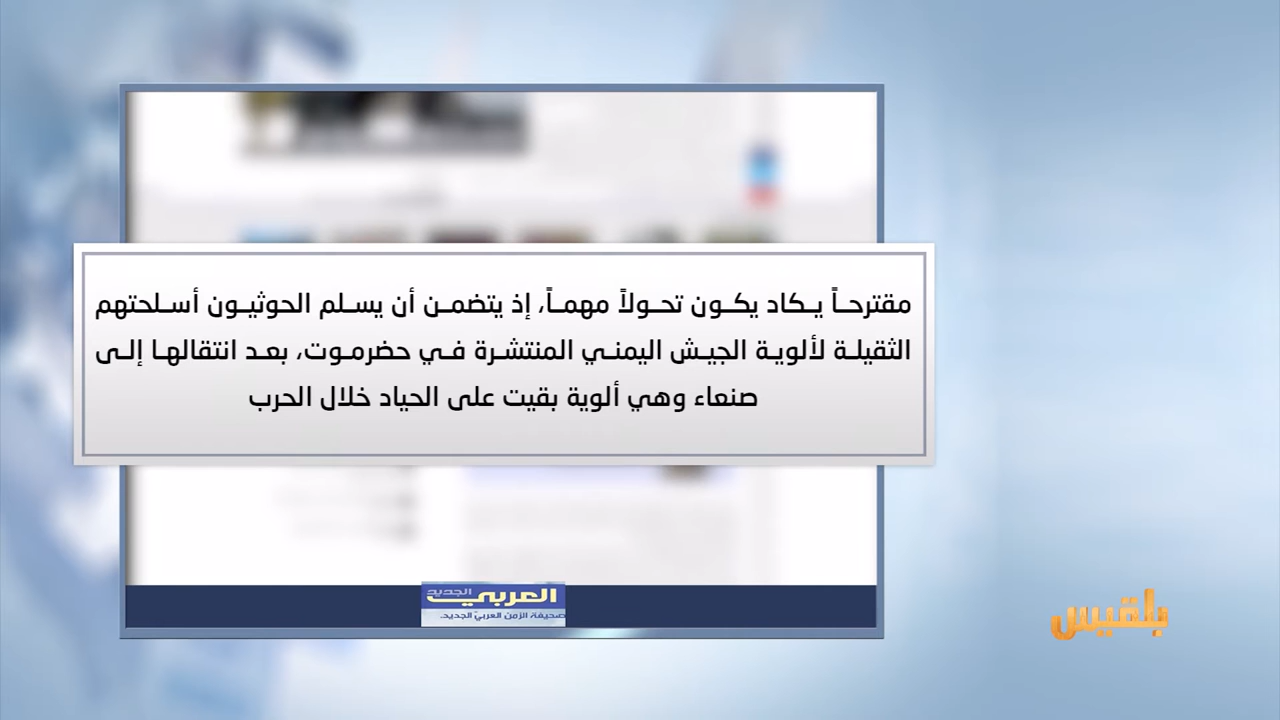 مقترحاً يكاد يكون تحولاً مهماً، إذ يتضمن أن يسلم الحوثيون أسلحتهم
الثقيلة لألوية الجيش اليمني المنتشرة في حضرموت، بعد انتقالها إلى
صنعاء وهي ألوية بقيت على الحياد خلال الحرب
العربي الجديد
صحيفة الزمن العربيّ الجديد.
بلقيس